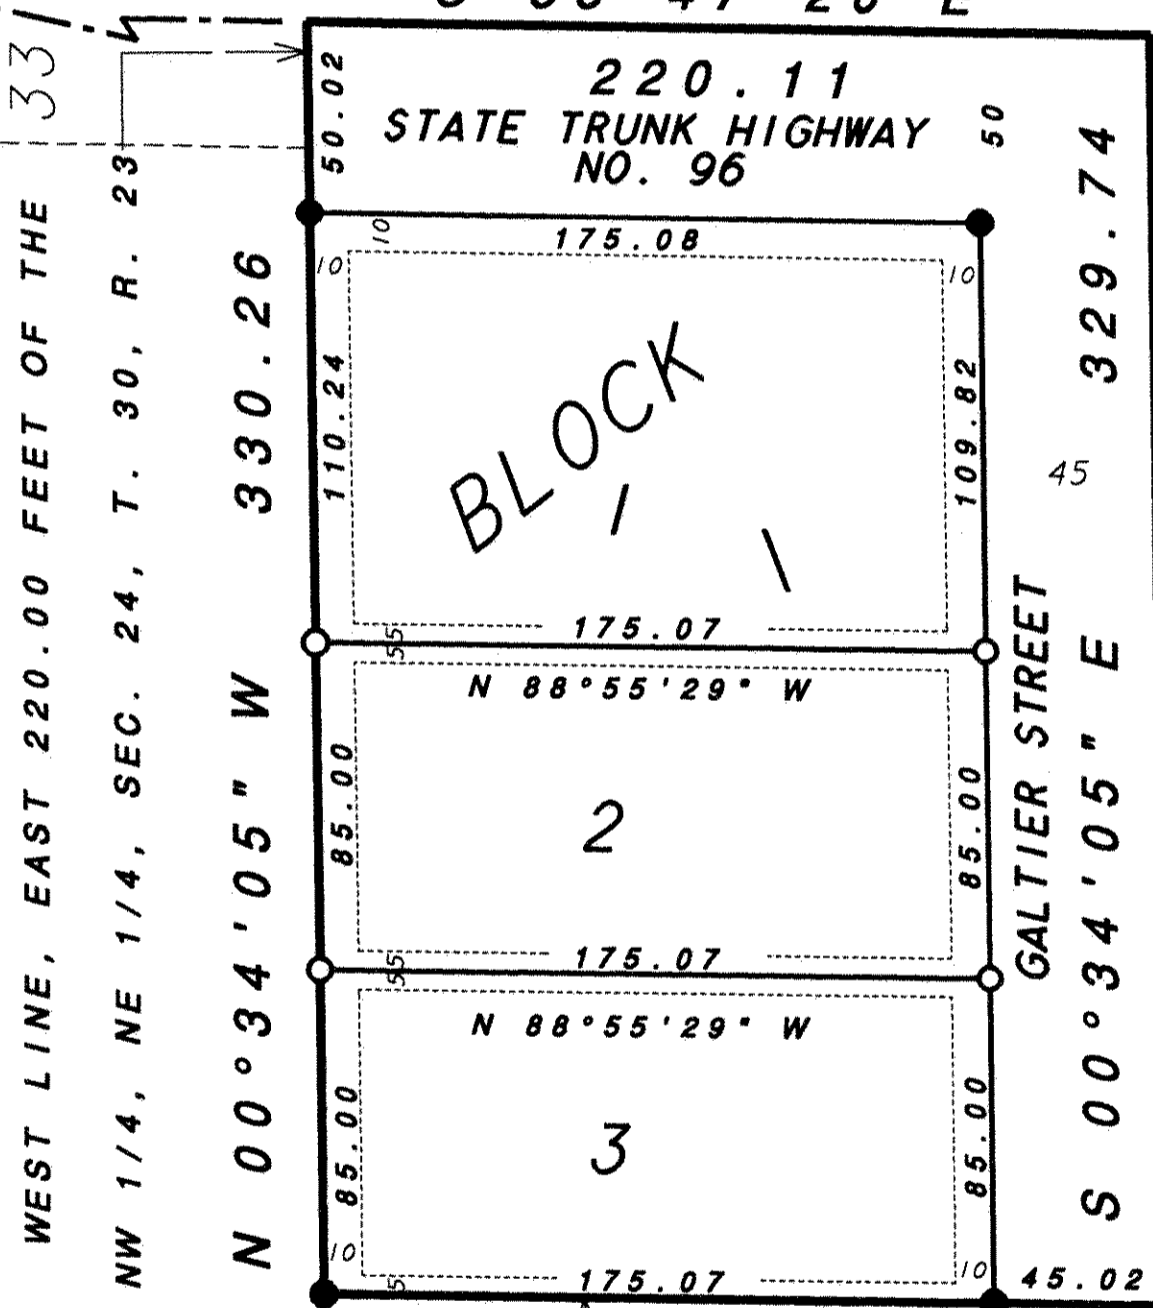 33
220.11
STATE TRUNK HIGHWAY
NO. 96
50.02
50
WEST LINE, EAST 220.00 FEET OF THE
NW 1/4, NE 1/4, SEC. 24, T. 30, R. 23
N 00°34'05" W 330.26
S 00°34'05" E 329.74
175.08
10
10
10
110.24
109.82
45
BLOCK 1
1
175.07
55
N 88°55'29" W
85.00
85.00
2
GALTIER STREET
175.07
55
N 88°55'29" W
85.00
85.00
3
10
10
175.07
5
45.02